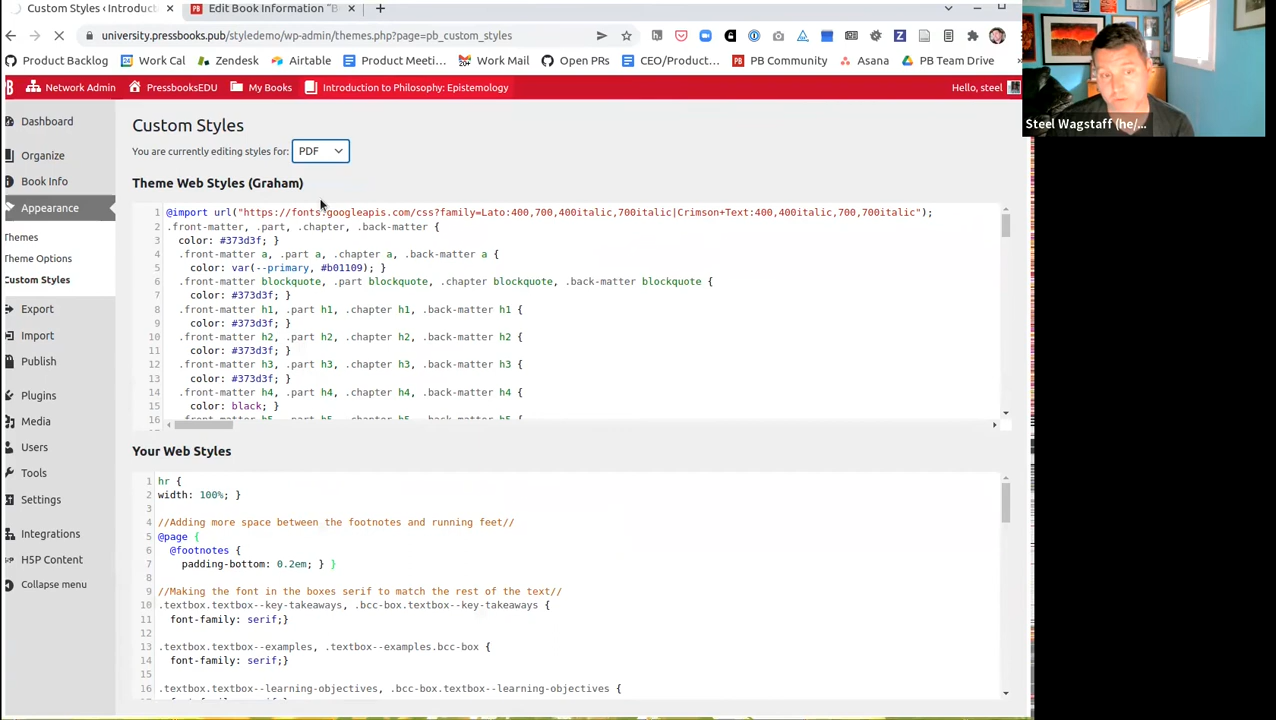 Custom Styles ‹ Introduct
Edit Book Information “B
university.pressbooks.pub/styledemo/wp-admin/themes.php?page=pb_custom_styles
Product Backlog
Work Cal
Zendesk
Airtable
Product Meeti...
Work Mail
Open PRs
CEO/Product...
PB Community
Asana
PB Team Drive
Network Admin
PressbooksEDU
My Books
Introduction to Philosophy: Epistemology
Hello, steel
Steel Wagstaff (he/...
Dashboard
Organize
Book Info
Appearance
Themes
Theme Options
Custom Styles
Export
Import
Publish
Plugins
Media
Users
Tools
Settings
Integrations
H5P Content
Collapse menu
Custom Styles
You are currently editing styles for: PDF
Theme Web Styles (Graham)
1 @import url("https://fonts.googleapis.com/css?family=Lato:400,700,400italic,700italic|Crimson+Text:400,400italic,700,700italic");
2 .front-matter, .part, .chapter, .back-matter {
3 color: #373d3f; }
4 .front-matter a, .part a, .chapter a, .back-matter a {
5 color: var(--primary, #b01109); }
6 .front-matter blockquote, .part blockquote, .chapter blockquote, .back-matter blockquote {
7 color: #373d3f; }
8 .front-matter h1, .part h1, .chapter h1, .back-matter h1 {
9 color: #373d3f; }
10 .front-matter h2, .part h2, .chapter h2, .back-matter h2 {
11 color: #373d3f; }
12 .front-matter h3, .part h3, .chapter h3, .back-matter h3 {
13 color: #373d3f; }
14 .front-matter h4, .part h4, .chapter h4, .back-matter h4 {
15 color: black; }
16 .front-matter h5, .part h5, .chapter h5, .back-matter h5 {
Your Web Styles
1 hr {
2 width: 100%; }
3
4 //Adding more space between the footnotes and running feet//
5 @page {
6 @footnotes {
7 padding-bottom: 0.2em; } }
8
9 //Making the font in the boxes serif to match the rest of the text//
10 .textbox.textbox--key-takeaways, .bcc-box.textbox--key-takeaways {
11 font-family: serif;}
12
13 .textbox.textbox--examples, .textbox--examples.bcc-box {
14 font-family: serif;}
15
16 .textbox.textbox--learning-objectives, .bcc-box.textbox--learning-objectives {